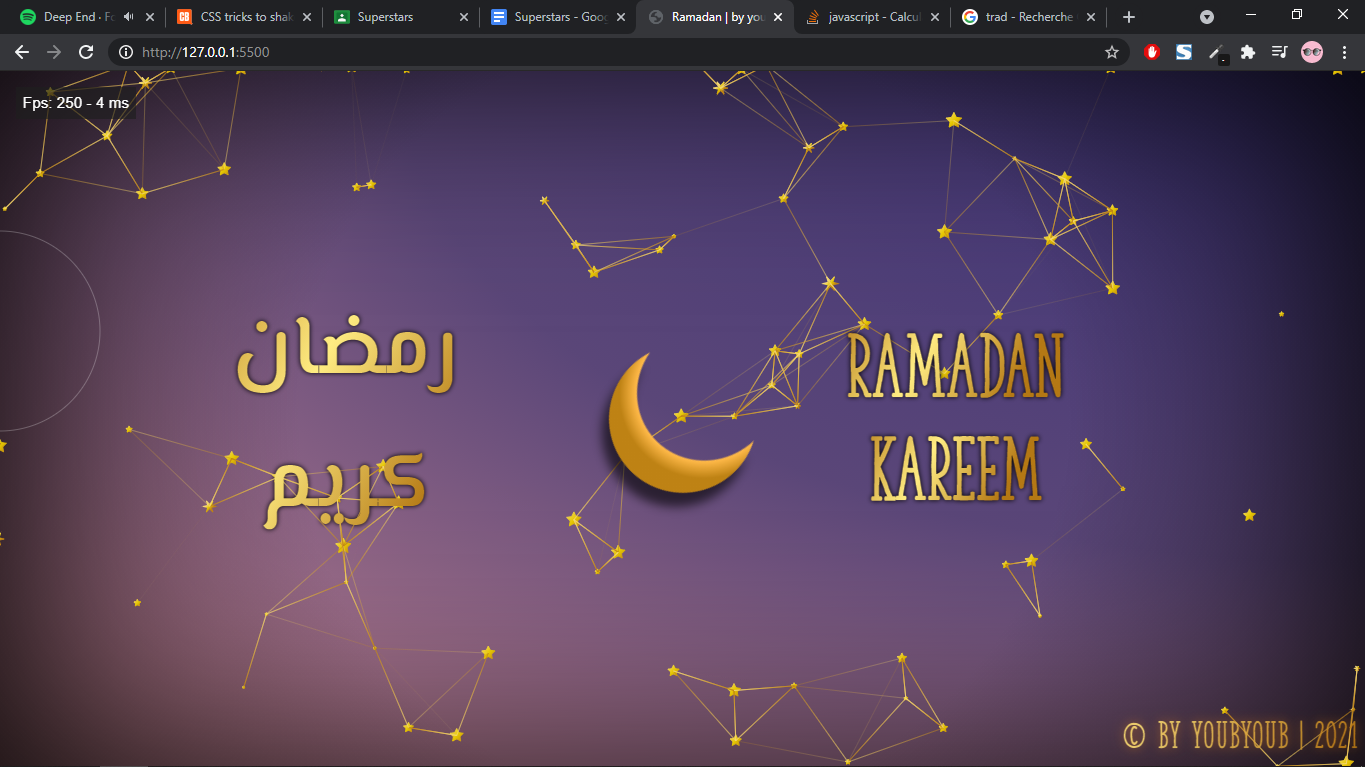 Deep End · Fo
CSS tricks to shak
Superstars
Superstars - Goog
Ramadan | by you
javascript - Calcul
trad - Recherche
http://127.0.0.1:5500
Fps: 250 - 4 ms
رمضان
كريم
RAMADAN
KAREEM
© BY YOUBYOUB | 2021